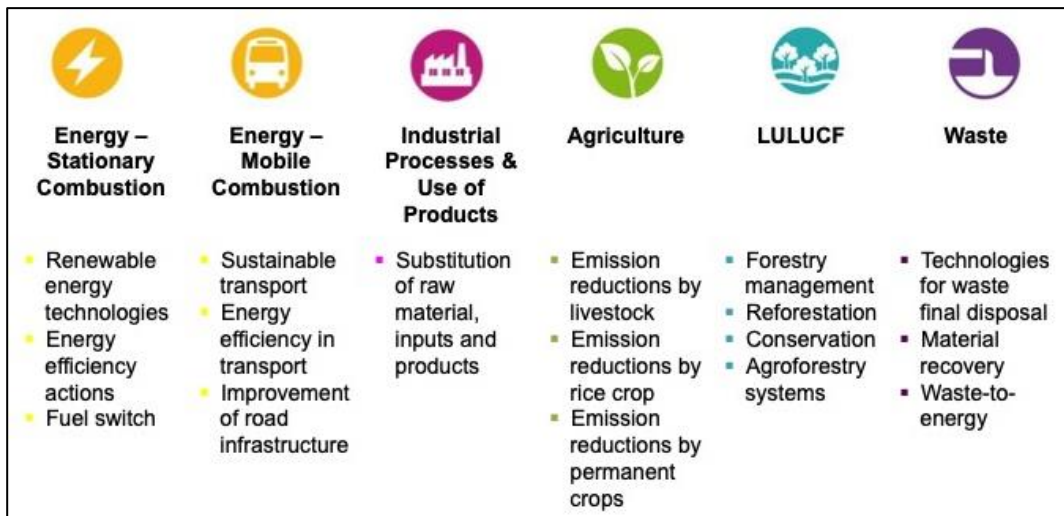 Energy –
Stationary
Combustion
Energy –
Mobile
Combustion
Industrial
Processes &
Use of
Products
Agriculture
LULUCF
Waste
Renewable
energy
technologies
Energy
efficiency
actions
Fuel switch
Sustainable
transport
Energy
efficiency in
transport
Improvement
of road
infrastructure
Substitution
of raw
material,
inputs and
products
Emission
reductions by
livestock
Emission
reductions by
rice crop
Emission
reductions by
permanent
crops
Forestry
management
Reforestation
Conservation
Agroforestry
systems
Technologies
for waste
final disposal
Material
recovery
Waste-to-
energy